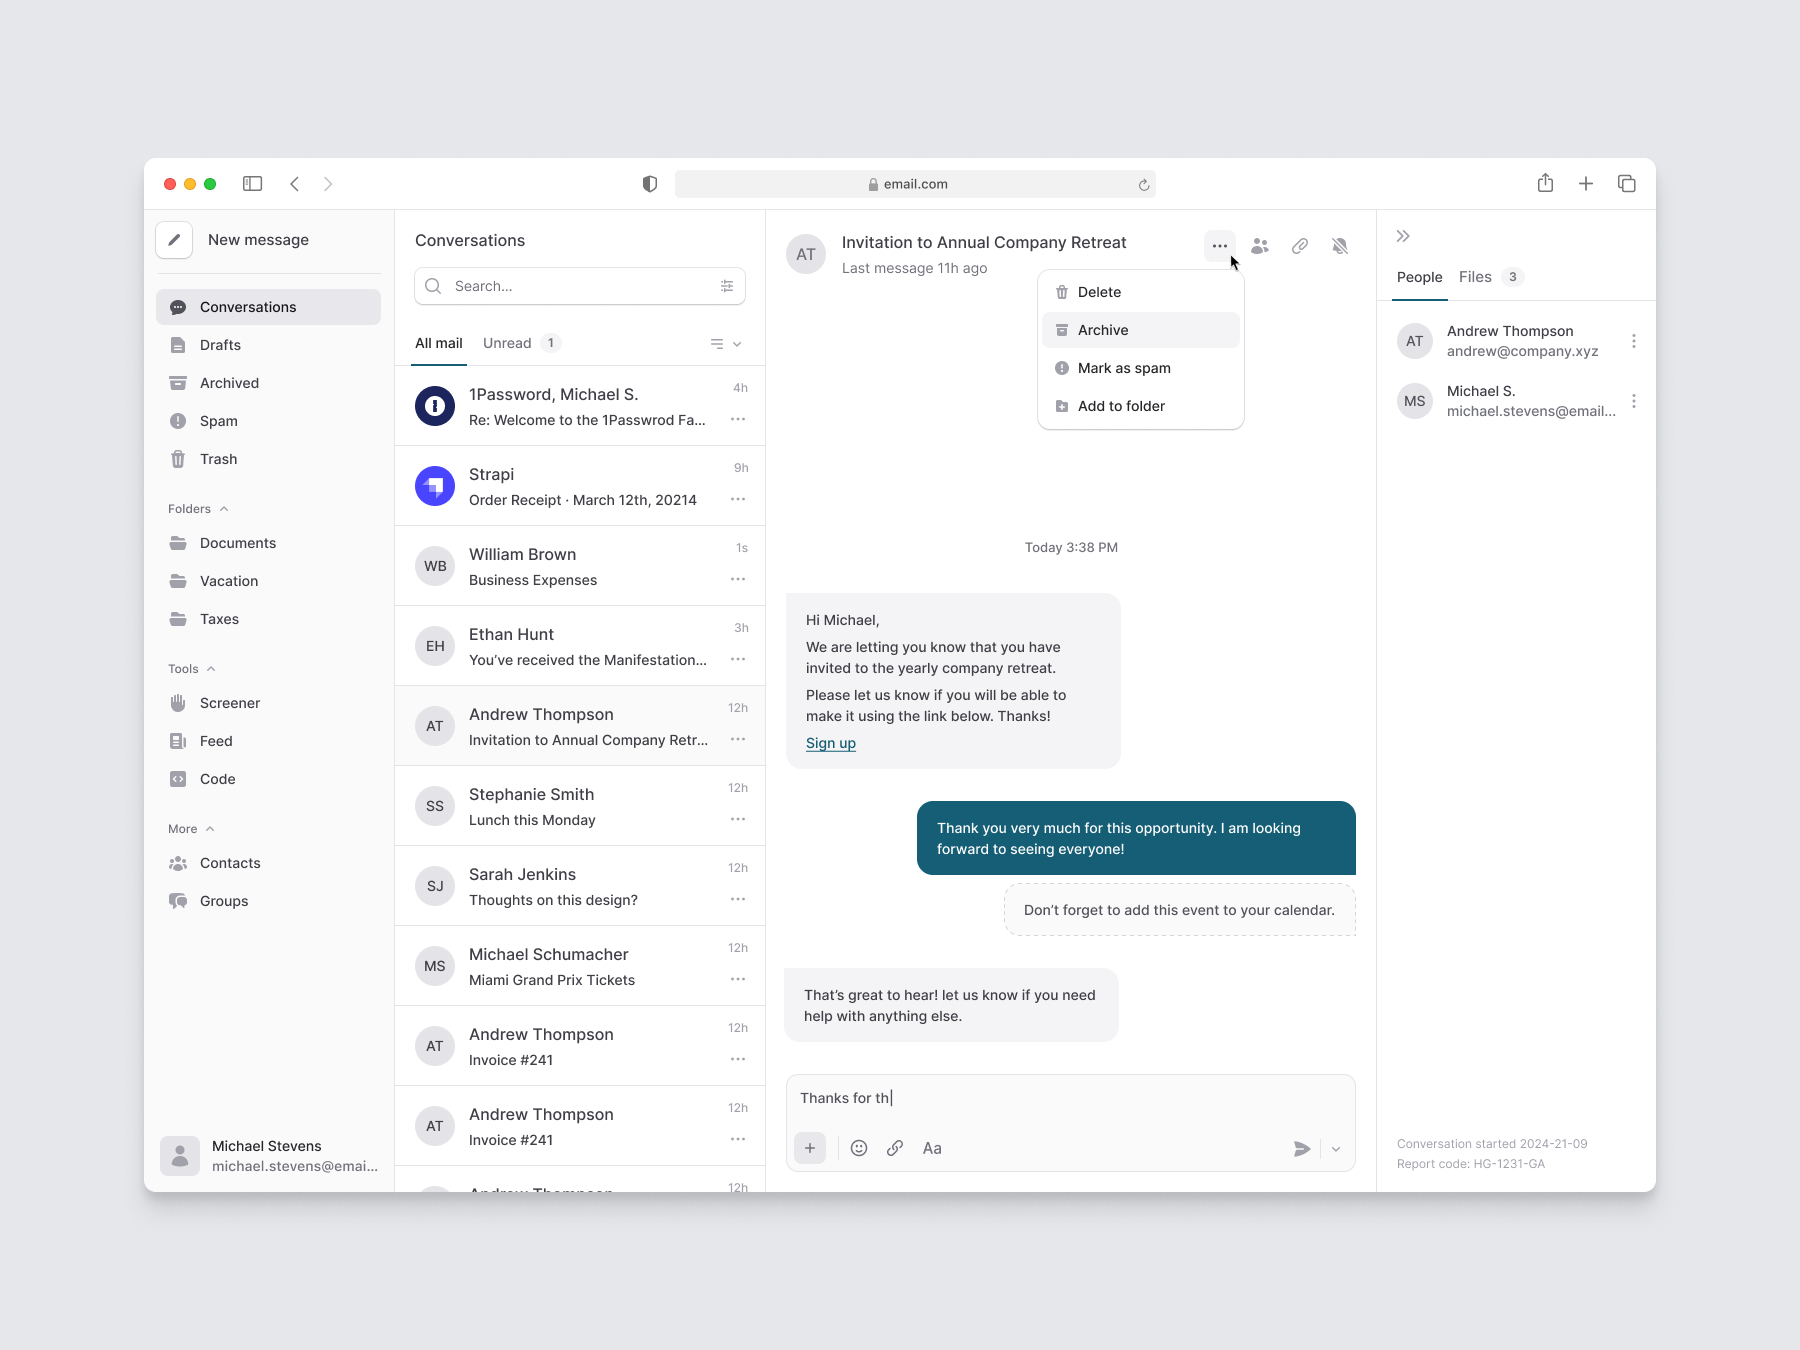 email.com
New message
Conversations
Drafts
Archived
Spam
Trash
Folders
Documents
Vacation
Taxes
Tools
Screener
Feed
Code
More
Contacts
Groups
Michael Stevens
michael.stevens@emai...
Conversations
Search...
All mail
Unread 1
1Password, Michael S.
4h
Re: Welcome to the 1Passwrod Fa...
Strapi
9h
Order Receipt · March 12th, 20214
WB
William Brown
1s
Business Expenses
EH
Ethan Hunt
3h
You’ve received the Manifestation...
AT
Andrew Thompson
12h
Invitation to Annual Company Retr...
SS
Stephanie Smith
12h
Lunch this Monday
SJ
Sarah Jenkins
12h
Thoughts on this design?
MS
Michael Schumacher
12h
Miami Grand Prix Tickets
AT
Andrew Thompson
12h
Invoice #241
AT
Andrew Thompson
12h
Invoice #241
Andrew Thompson
12h
AT
Invitation to Annual Company Retreat
Last message 11h ago
Delete
Archive
Mark as spam
Add to folder
Today 3:38 PM
Hi Michael,
We are letting you know that you have
invited to the yearly company retreat.
Please let us know if you will be able to
make it using the link below. Thanks!
Sign up
Thank you very much for this opportunity. I am looking
forward to seeing everyone!
Don’t forget to add this event to your calendar.
That’s great to hear! let us know if you need
help with anything else.
Thanks for th
Aa
People
Files 3
AT
Andrew Thompson
andrew@company.xyz
MS
Michael S.
michael.stevens@email...
Conversation started 2024-21-09
Report code: HG-1231-GA